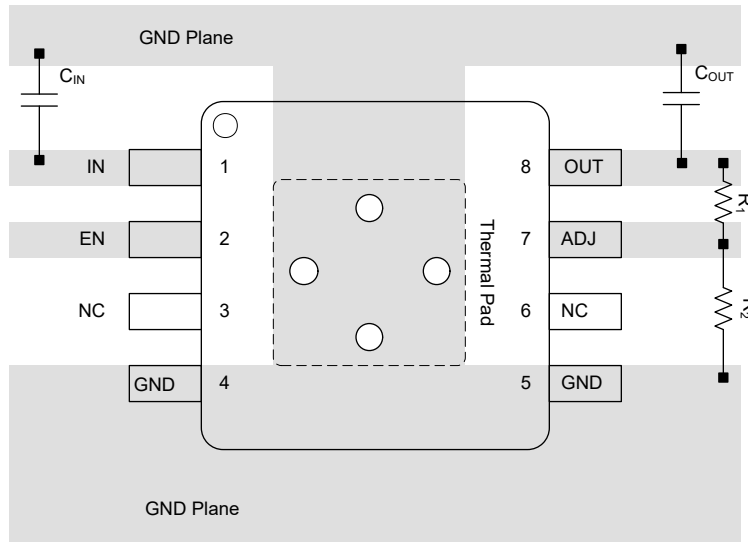 GND Plane
CIN
COUT
IN 1 8 OUT
R1
EN 2 7 ADJ
Thermal Pad
NC 3 6 NC
R2
GND 4 5 GND
GND Plane